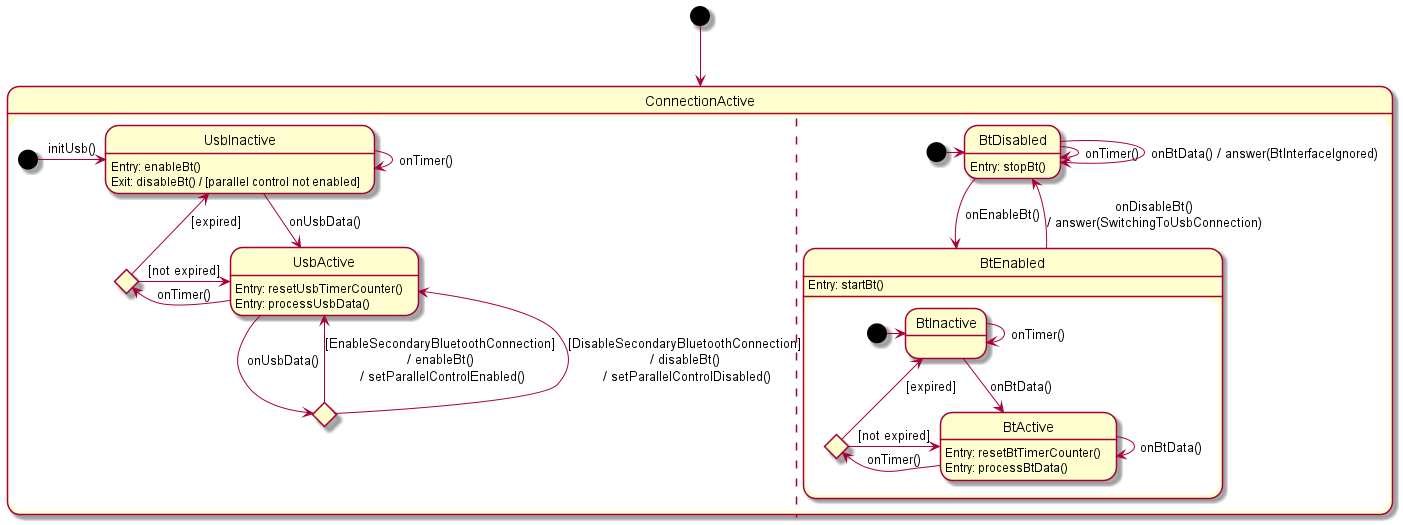 ConnectionActive
initUsb()
UsbInactive
Entry: enableBt()
Exit: disableBt() / [parallel control not enabled]
onTimer()
[expired]
onUsbData()
[not expired]
onTimer()
UsbActive
Entry: resetUsbTimerCounter()
Entry: processUsbData()
onUsbData()
[EnableSecondaryBluetoothConnection]
/ enableBt()
/ setParallelControlEnabled()
[DisableSecondaryBluetoothConnection]
/ disableBt()
/ setParallelControlDisabled()
BtDisabled
Entry: stopBt()
onTimer()
onBtData() / answer(BtInterfaceIgnored)
onEnableBt()
onDisableBt()
/ answer(SwitchingToUsbConnection)
BtEnabled
Entry: startBt()
BtInactive
onTimer()
[expired]
onBtData()
[not expired]
onTimer()
BtActive
Entry: resetBtTimerCounter()
Entry: processBtData()
onBtData()